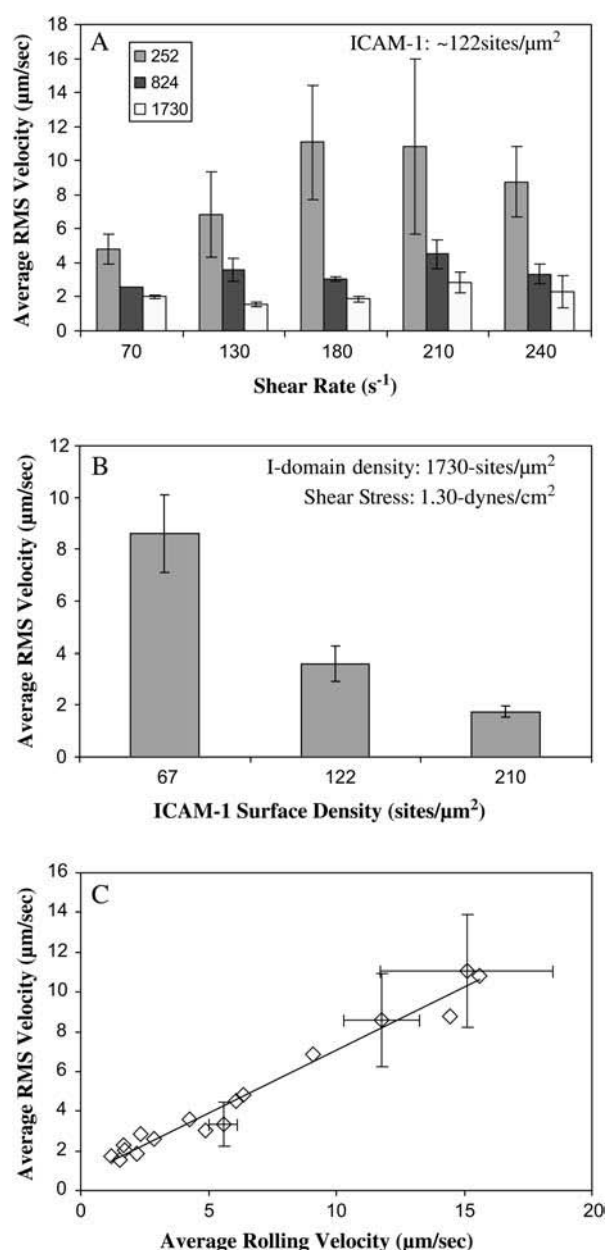 A
ICAM-1: ~122sites/µm²
252
824
1730
Average RMS Velocity (µm/sec)
18
16
14
12
10
8
6
4
2
0
70 130 180 210 240
Shear Rate (s⁻¹)
B
I-domain density: 1730-sites/µm²
Shear Stress: 1.30-dynes/cm²
Average RMS Velocity (µm/sec)
12
10
8
6
4
2
0
67 122 210
ICAM-1 Surface Density (sites/µm²)
C
Average RMS Velocity (µm/sec)
16
14
12
10
8
6
4
2
0
0 5 10 15 20
Average Rolling Velocity (µm/sec)